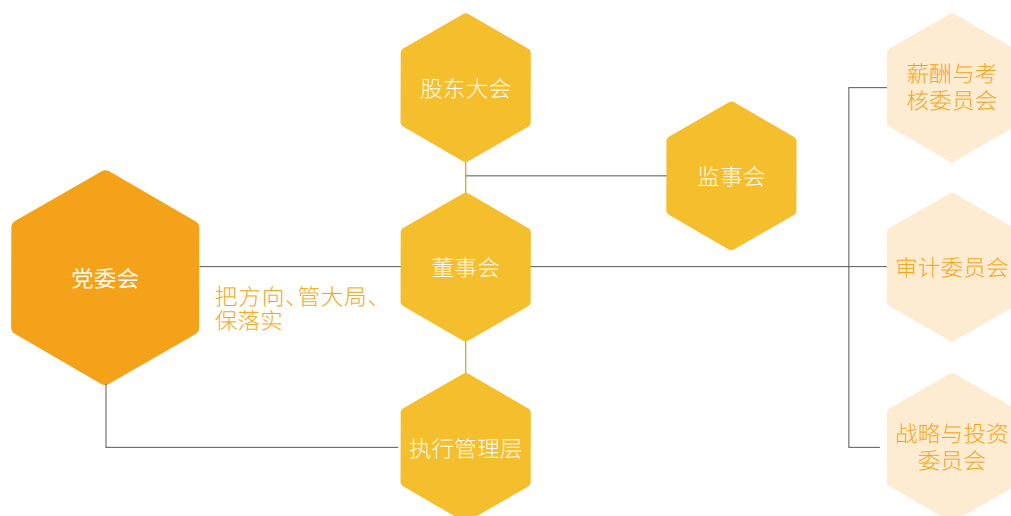 股东大会
薪酬与考
核委员会
监事会
党委会
董事会
审计委员会
把方向、管大局、
保落实
执行管理层
战略与投资
委员会